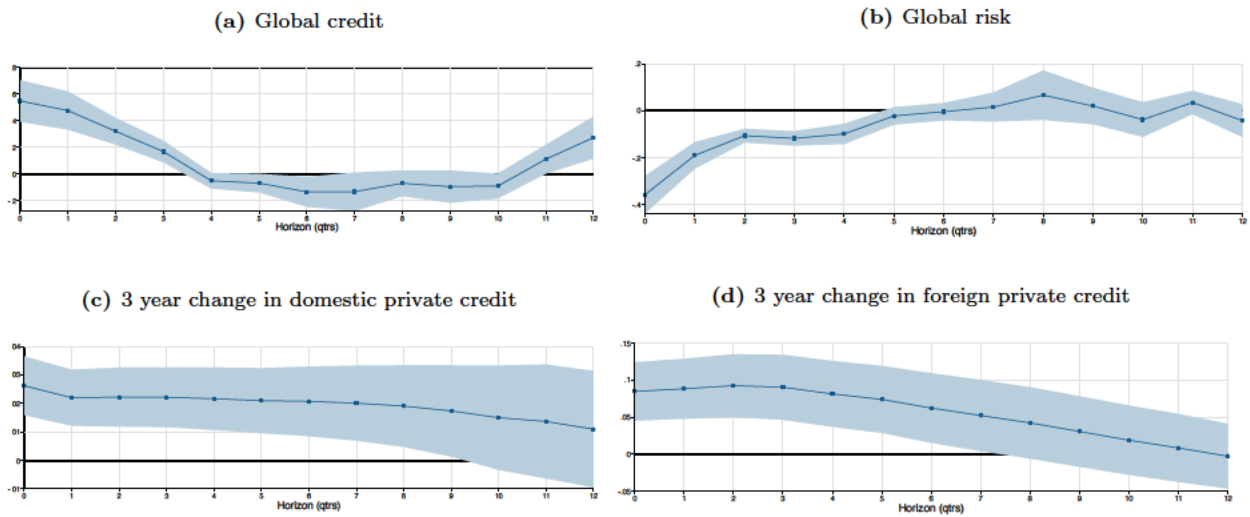 (a) Global credit
8
6
4
2
0
-2
0 1 2 3 4 5 6 7 8 9 10 11 12
Horizon (qtrs)
(b) Global risk
.2
0
-.2
-.4
0 1 2 3 4 5 6 7 8 9 10 11 12
Horizon (qtrs)
(c) 3 year change in domestic private credit
.04
.03
.02
.01
0
-.01
0 1 2 3 4 5 6 7 8 9 10 11 12
Horizon (qtrs)
(d) 3 year change in foreign private credit
.15
.1
.05
0
-.05
0 1 2 3 4 5 6 7 8 9 10 11 12
Horizon (qtrs)